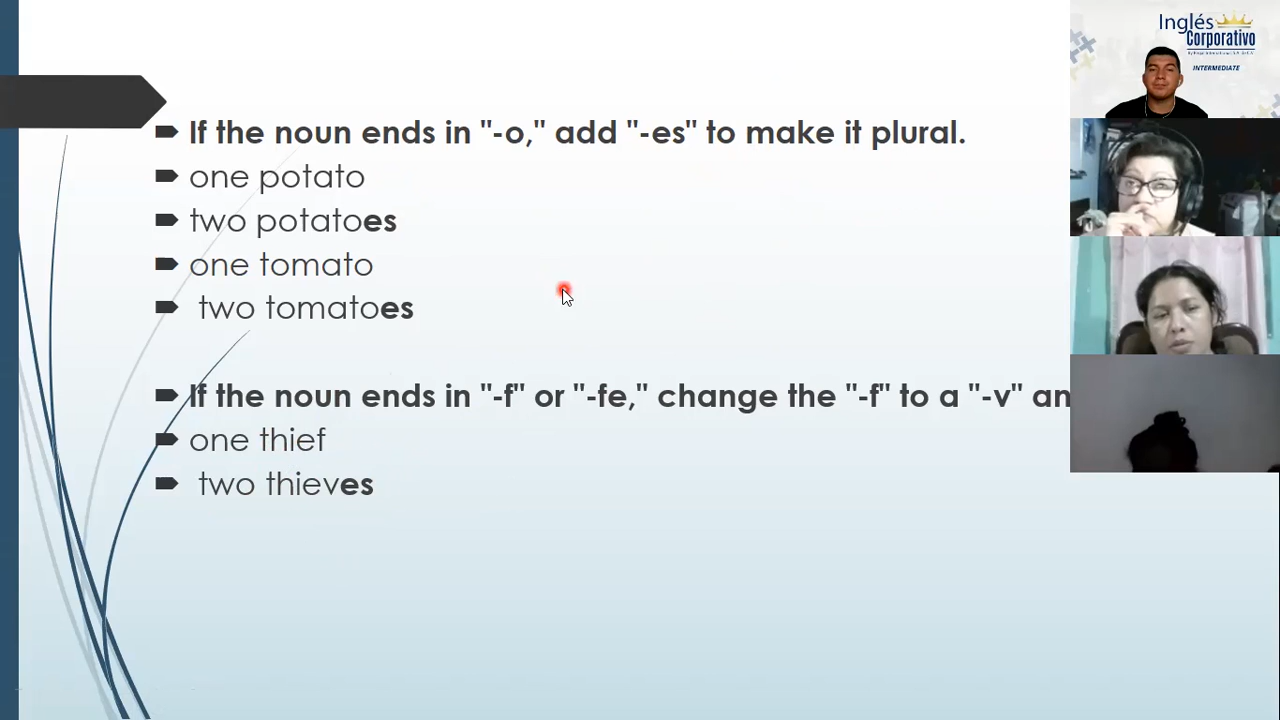 If the noun ends in "-o," add "-es" to make it plural.
one potato
two potatoes
one tomato
two tomatoes
If the noun ends in "-f" or "-fe," change the "-f" to a "-v" an
one thief
two thieves
Inglés
Corporativo
INTERMEDIATE